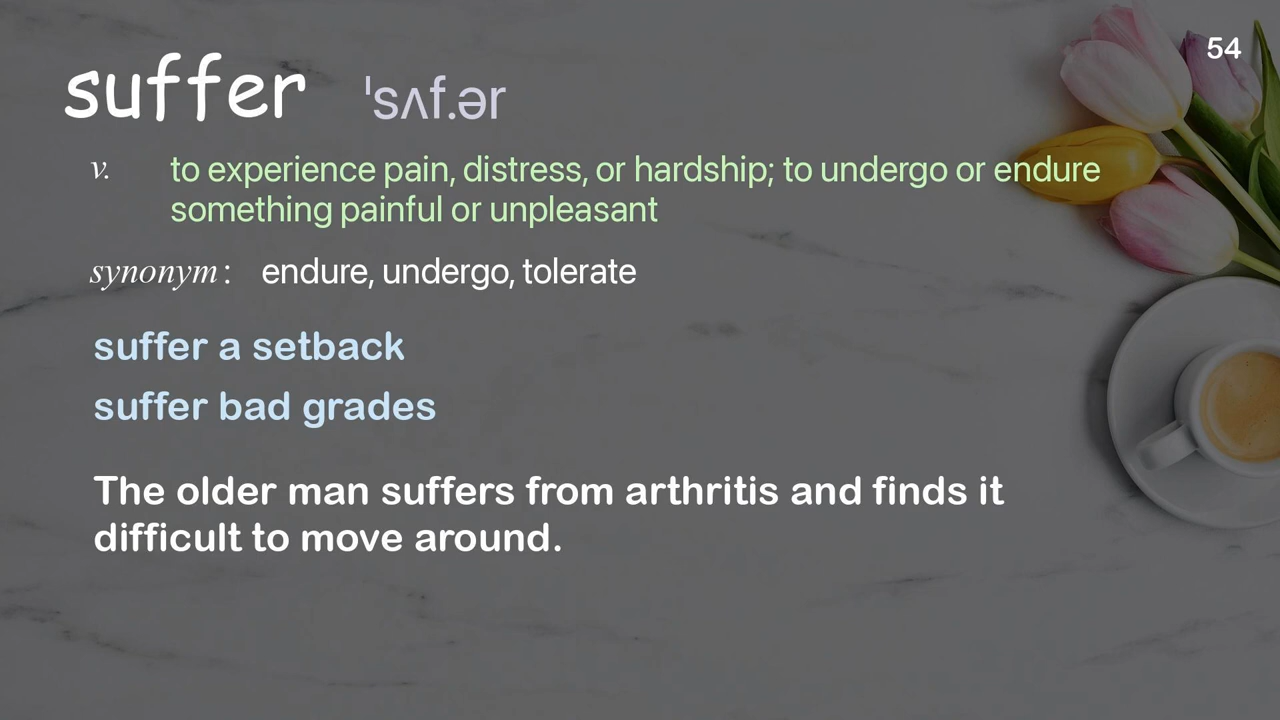 54
suffer ˈsʌf.ər
v. to experience pain, distress, or hardship; to undergo or endure
something painful or unpleasant
synonym: endure, undergo, tolerate
suffer a setback
suffer bad grades
The older man suffers from arthritis and finds it
difficult to move around.